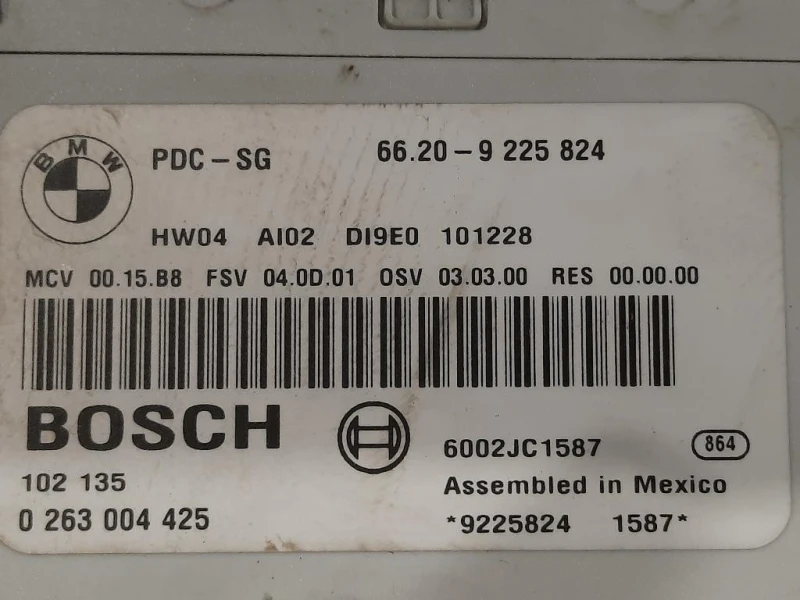 BMW
PDC-SG 66.20-9 225 824
HW04 AI02 DI9E0 101228
MCV 00.15.B8 FSV 04.0D.01 OSV 03.03.00 RES 00.00.00
BOSCH
6002JC1587 864
102 135 Assembled in Mexico
0 263 004 425 *9225824 1587*